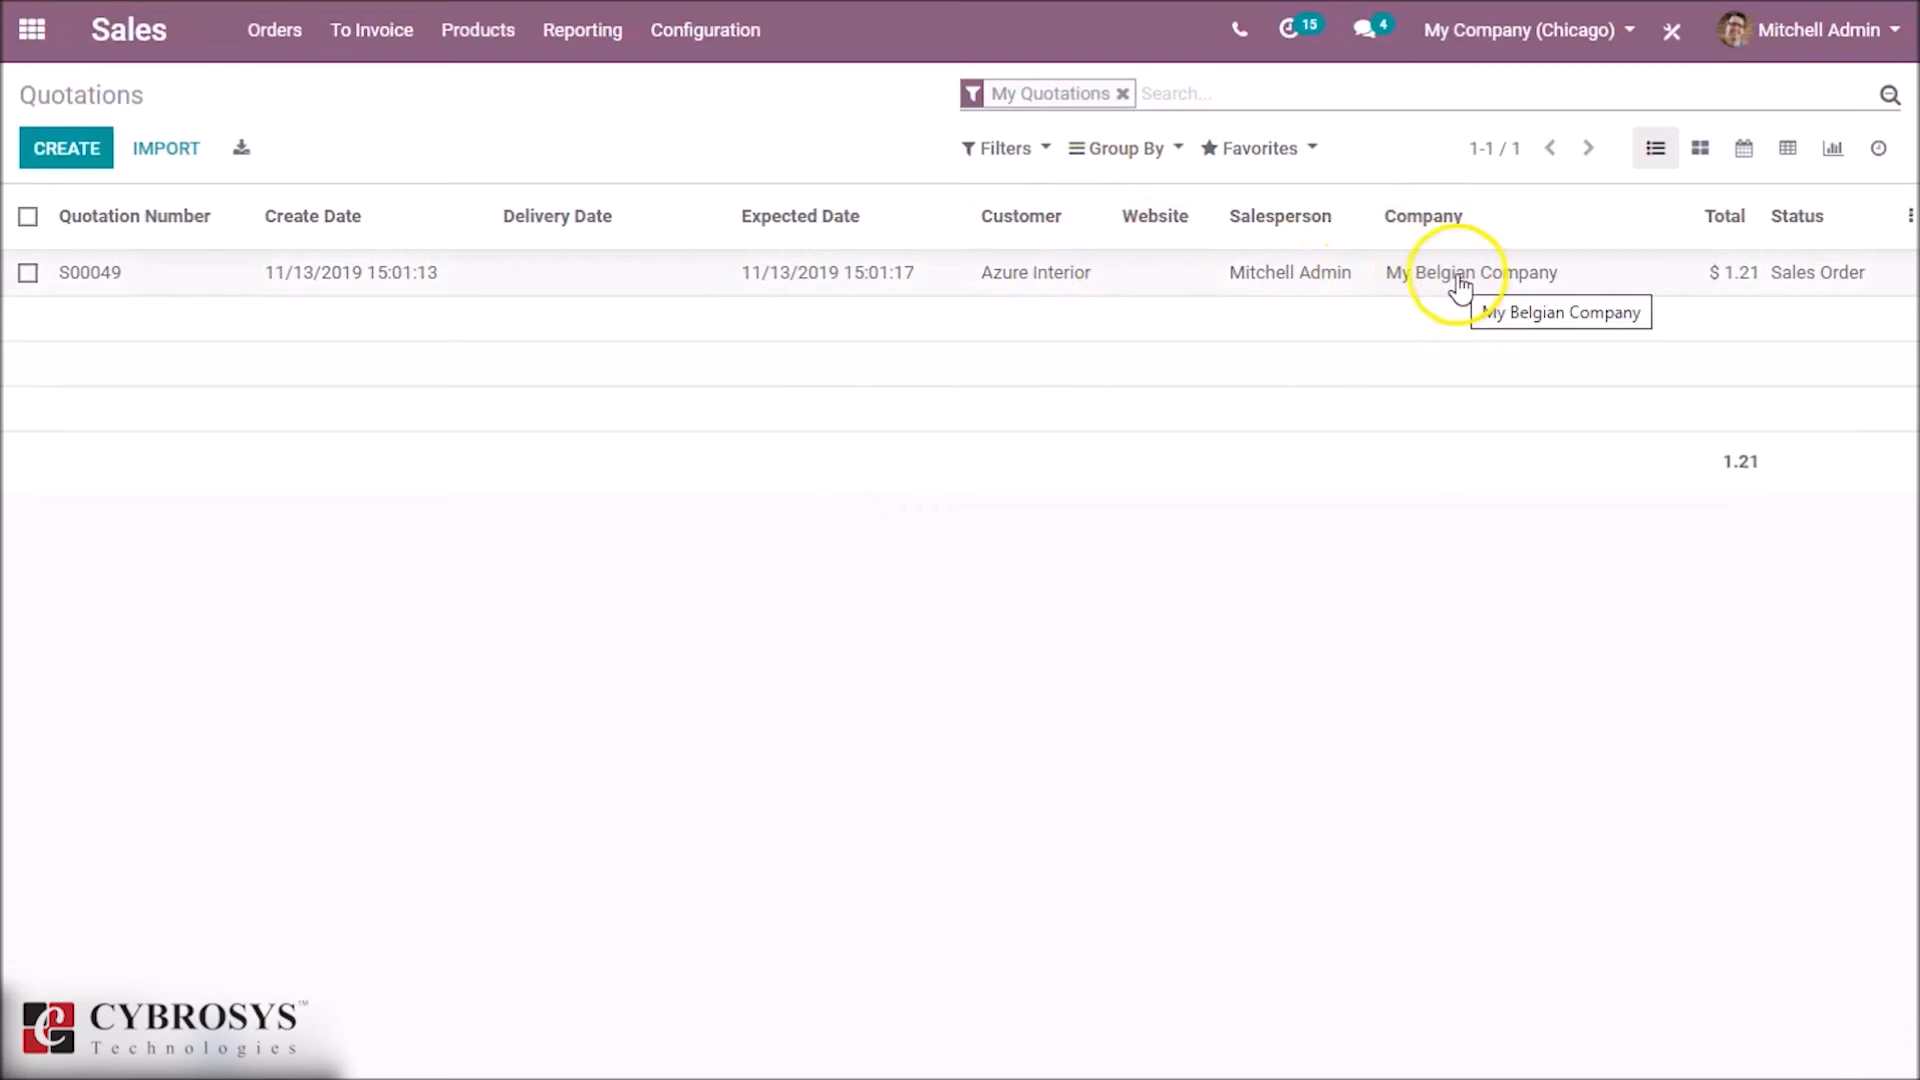 Sales Orders To Invoice Products Reporting Configuration 15 4 My Company (Chicago) Mitchell Admin
Quotations My Quotations Search...
CREATE IMPORT Filters Group By Favorites 1-1 / 1
Quotation Number Create Date Delivery Date Expected Date Customer Website Salesperson Company Total Status
S00049 11/13/2019 15:01:13 11/13/2019 15:01:17 Azure Interior Mitchell Admin My Belgian Company $ 1.21 Sales Order
My Belgian Company
1.21
CYBROSYS™
Technologies